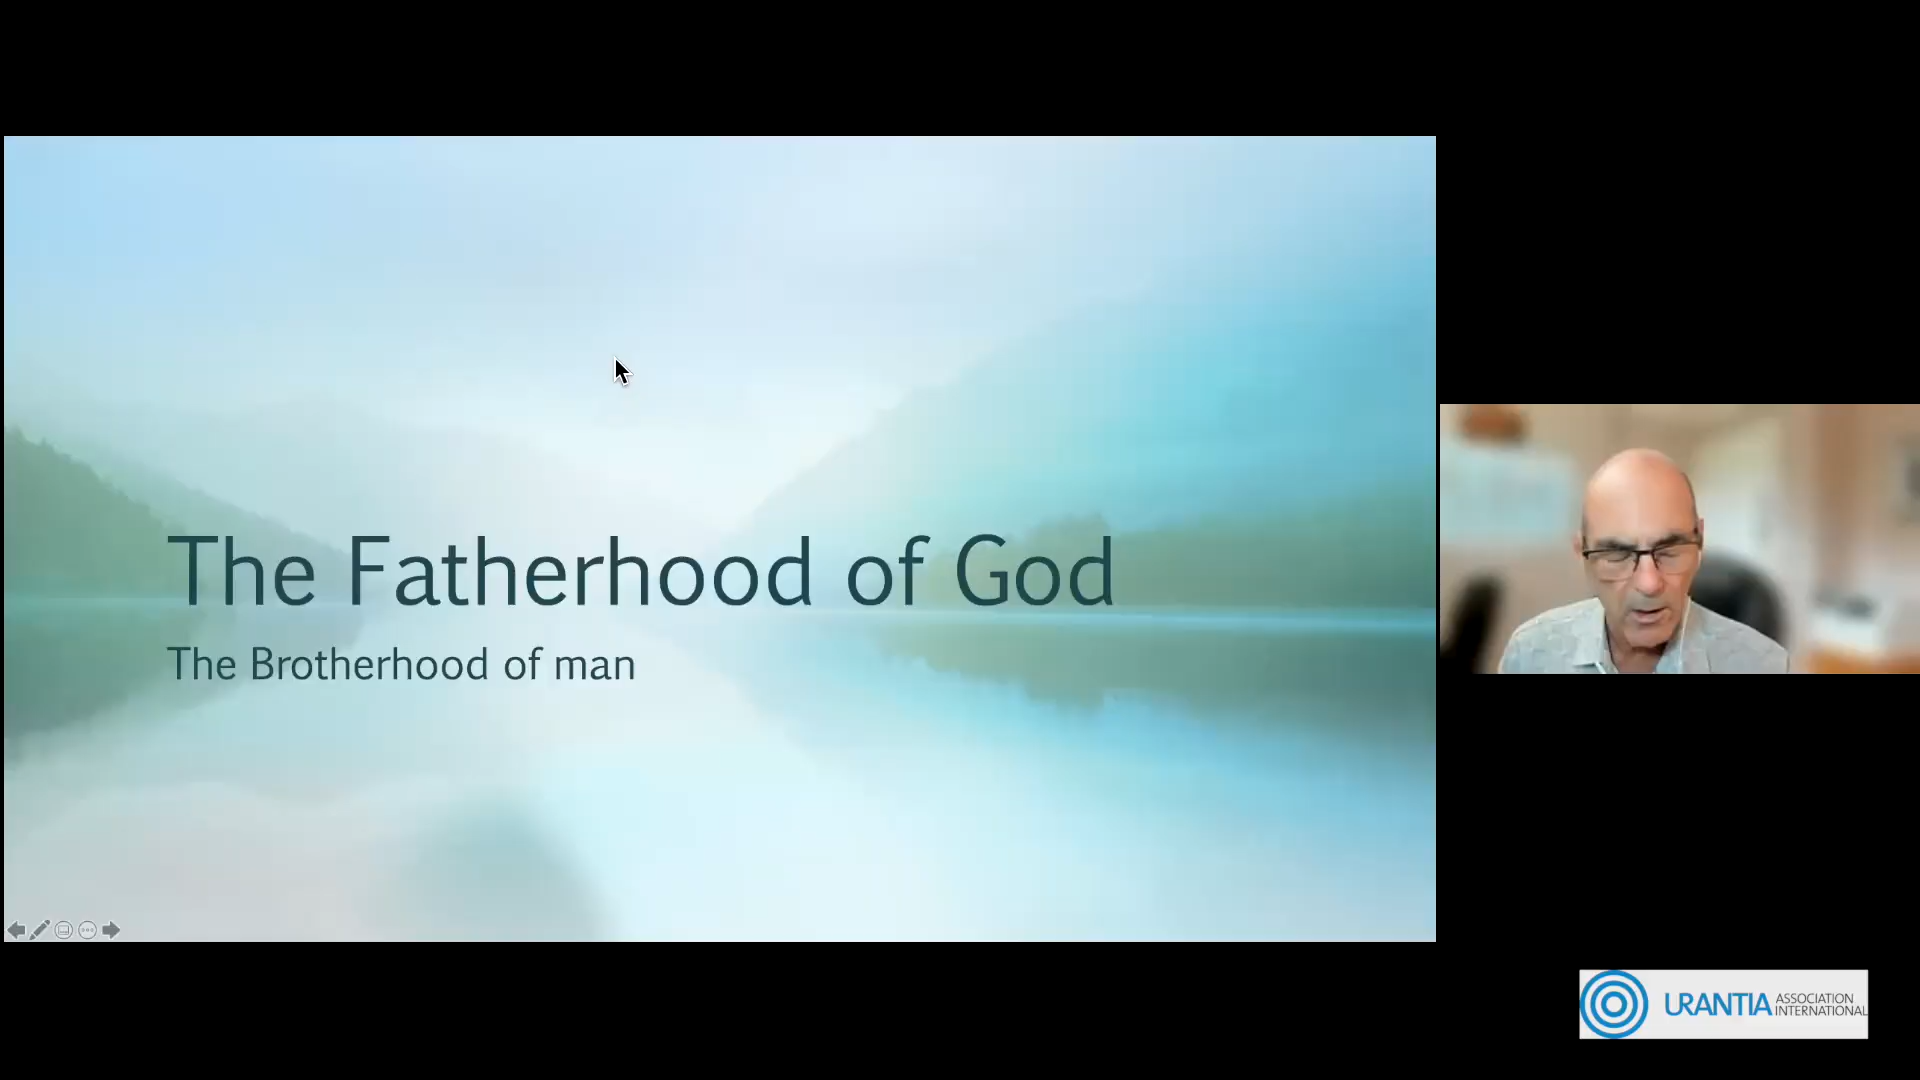 The Fatherhood of God
The Brotherhood of man
URANTIA ASSOCIATION
INTERNATIONAL